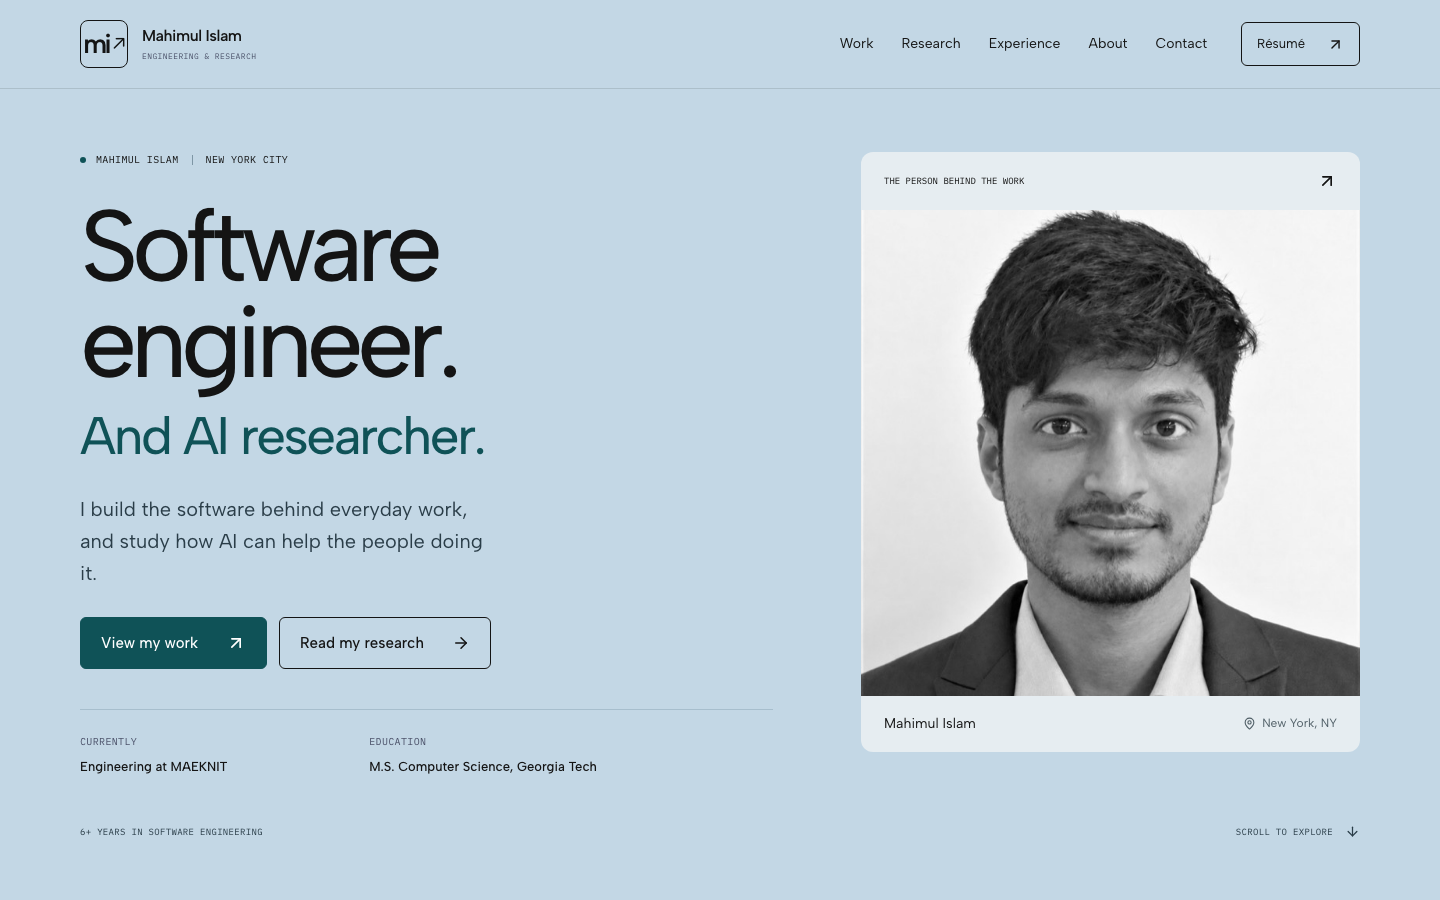 mi
Mahimul Islam
ENGINEERING & RESEARCH
Work
Research
Experience
About
Contact
Résumé
MAHIMUL ISLAM | NEW YORK CITY
Software
engineer.
And AI researcher.
I build the software behind everyday work,
and study how AI can help the people doing
it.
View my work
Read my research
CURRENTLY
Engineering at MAEKNIT
EDUCATION
M.S. Computer Science, Georgia Tech
6+ YEARS IN SOFTWARE ENGINEERING
THE PERSON BEHIND THE WORK
Mahimul Islam
New York, NY
SCROLL TO EXPLORE